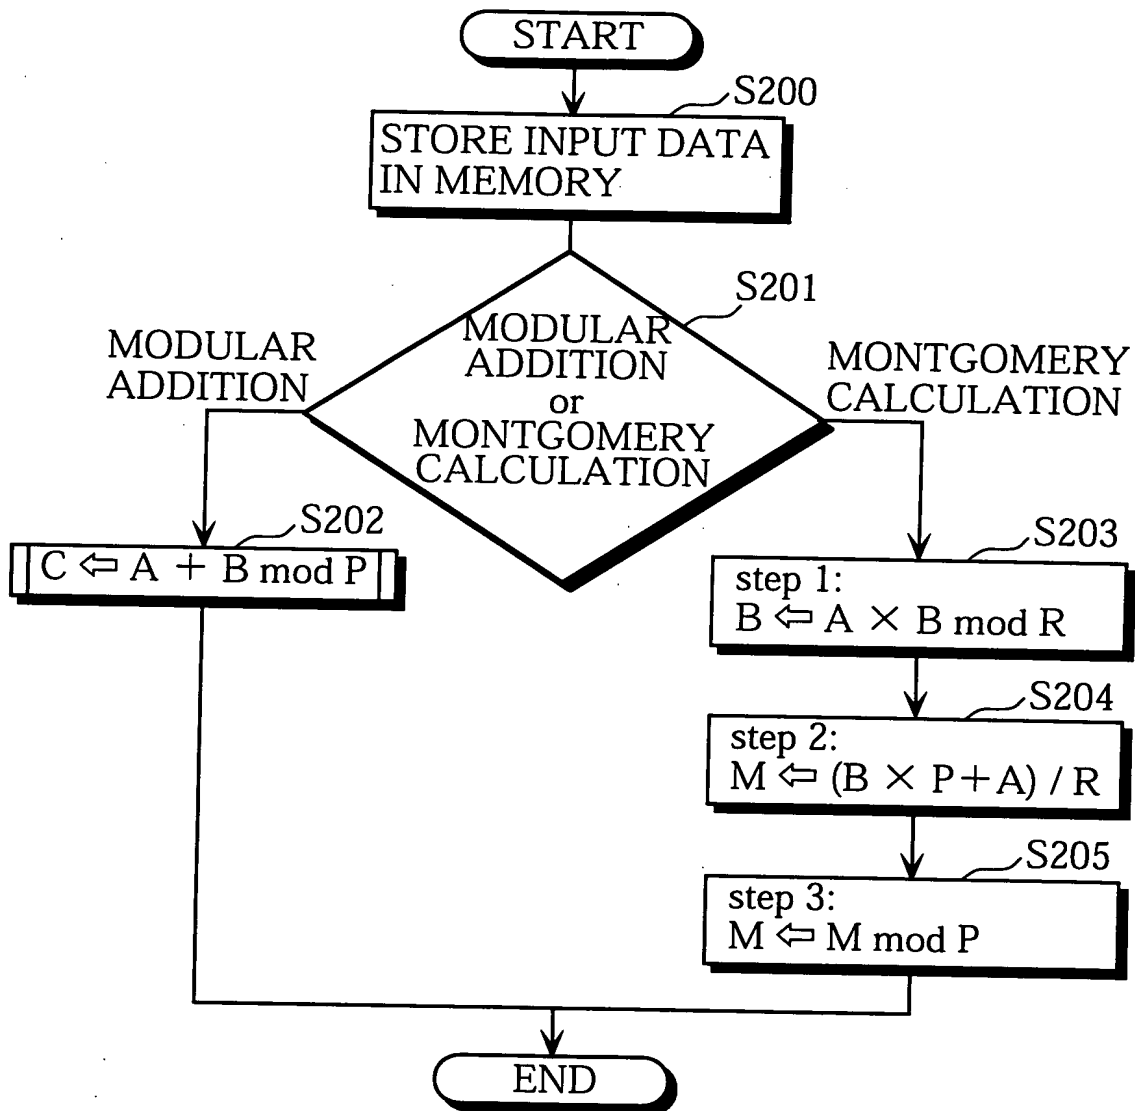 START
S200
STORE INPUT DATA
IN MEMORY
S201
MODULAR
ADDITION
or
MONTGOMERY
CALCULATION
MODULAR
ADDITION
MONTGOMERY
CALCULATION
S202
C ⇦ A + B mod P
S203
step 1:
B ⇦ A × B mod R
S204
step 2:
M ⇦ (B × P+A) / R
S205
step 3:
M ⇦ M mod P
END